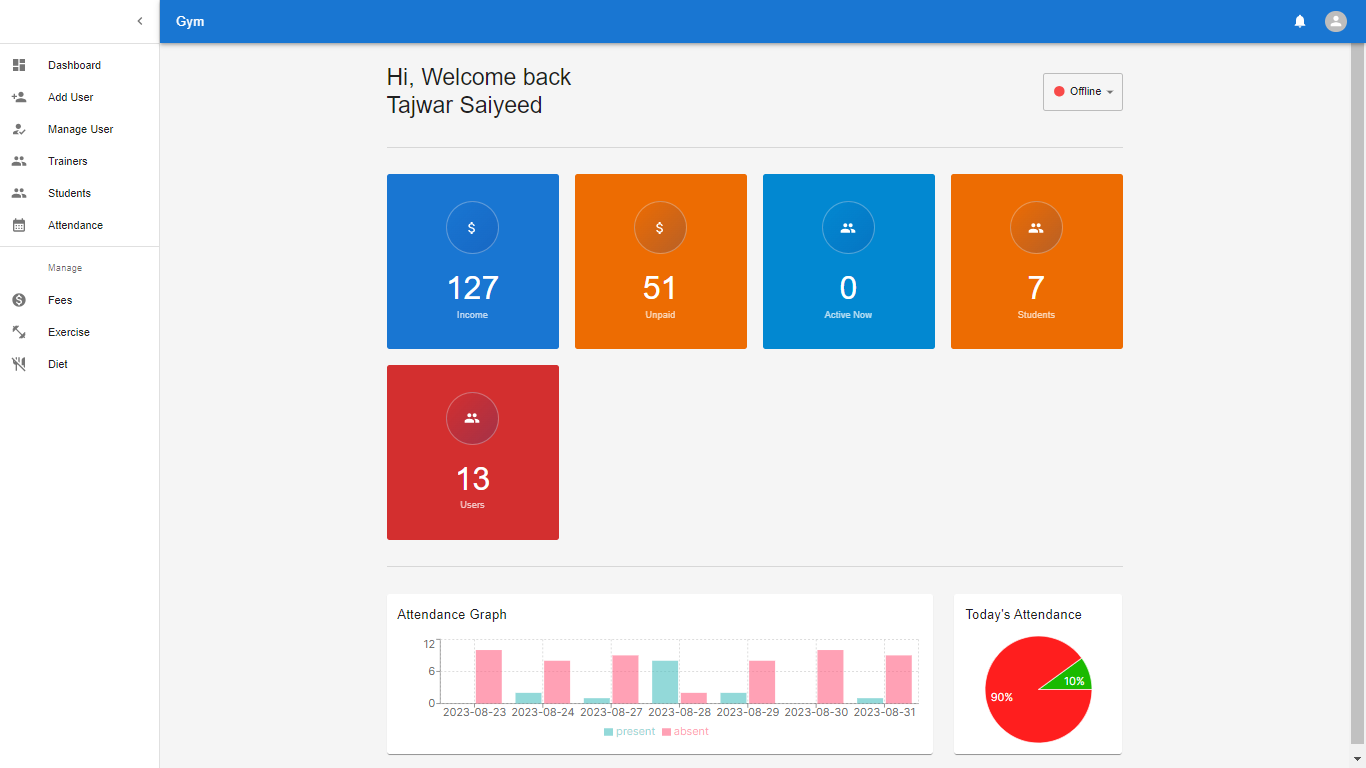 Gym
Dashboard
Add User
Manage User
Trainers
Students
Attendance
Manage
Fees
Exercise
Diet
Hi, Welcome back
Tajwar Saiyeed
Offline
$
127
Income
$
51
Unpaid
0
Active Now
7
Students
13
Users
Attendance Graph
12
6
0
2023-08-23 2023-08-24 2023-08-27 2023-08-28 2023-08-29 2023-08-30 2023-08-31
present absent
Today's Attendance
10%
90%